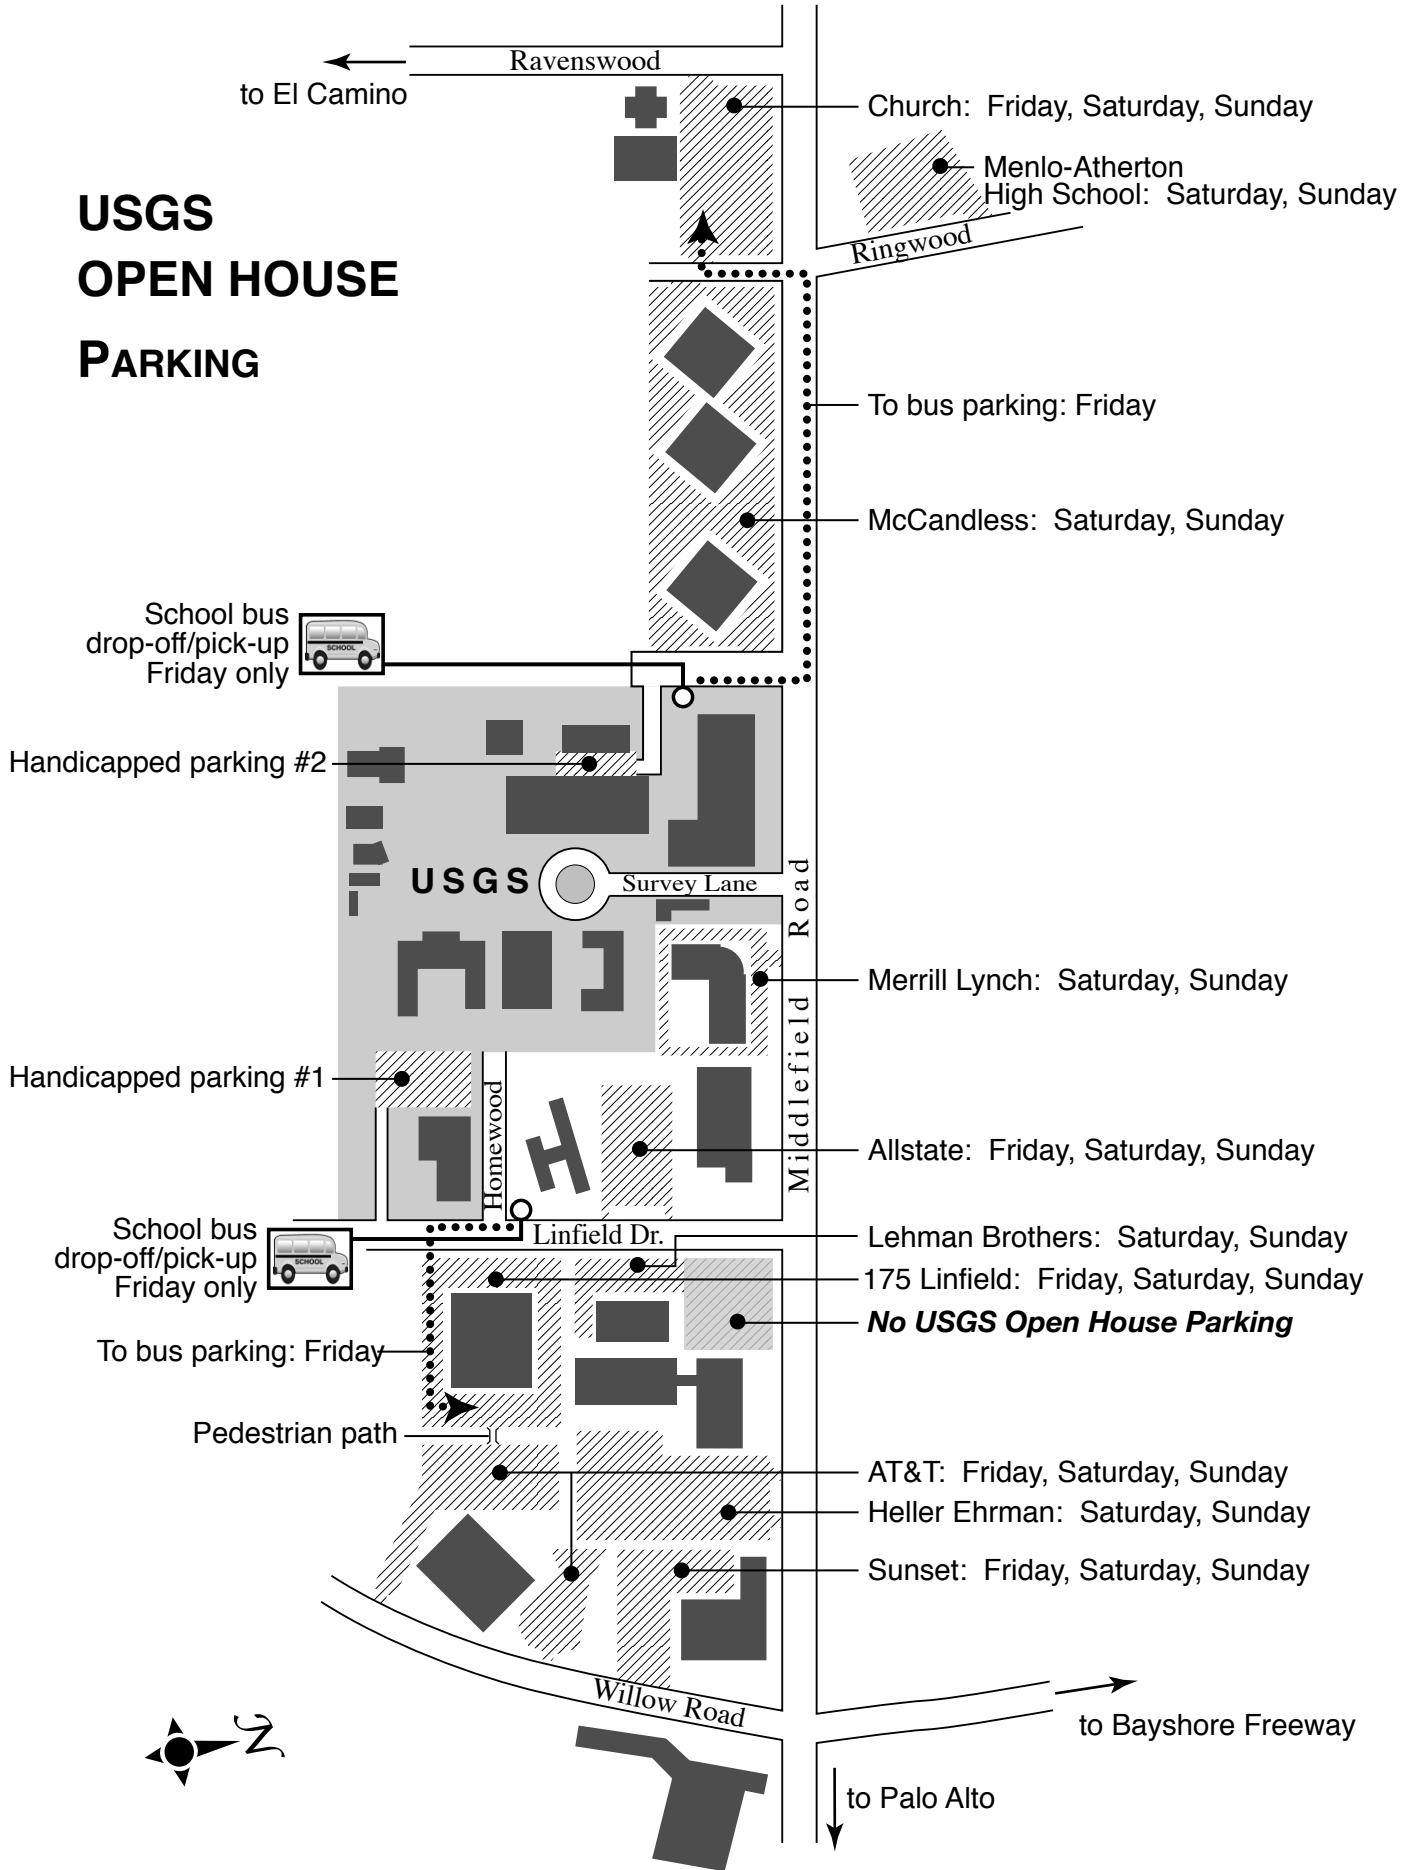 Ravenswood
to El Camino
Church: Friday, Saturday, Sunday
Menlo-Atherton
High School: Saturday, Sunday
USGS
OPEN HOUSE
PARKING
Ringwood
To bus parking: Friday
McCandless: Saturday, Sunday
School bus
drop-off/pick-up
Friday only
SCHOOL
Handicapped parking #2
USGS
Survey Lane
Middlefield Road
Merrill Lynch: Saturday, Sunday
Handicapped parking #1
Homewood
Allstate: Friday, Saturday, Sunday
School bus
drop-off/pick-up
Friday only
SCHOOL
Linfield Dr.
Lehman Brothers: Saturday, Sunday
175 Linfield: Friday, Saturday, Sunday
No USGS Open House Parking
To bus parking: Friday
Pedestrian path
AT&T: Friday, Saturday, Sunday
Heller Ehrman: Saturday, Sunday
Sunset: Friday, Saturday, Sunday
Willow Road
to Bayshore Freeway
N
to Palo Alto